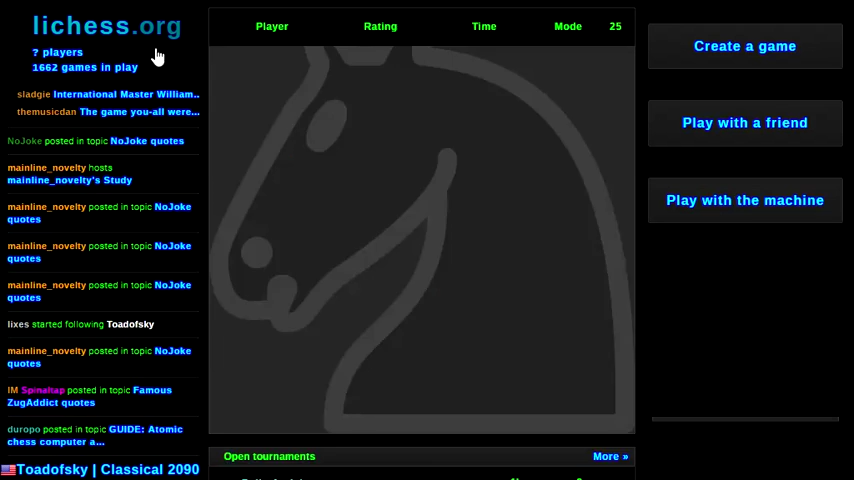 lichess.org
? players
1662 games in play
sladgie International Master William..
themusicdan The game you-all were...
NoJoke posted in topic NoJoke quotes
mainline_novelty hosts
mainline_novelty's Study
mainline_novelty posted in topic NoJoke
quotes
mainline_novelty posted in topic NoJoke
quotes
mainline_novelty posted in topic NoJoke
quotes
lixes started following Toadofsky
mainline_novelty posted in topic NoJoke
quotes
IM Spinaltap posted in topic Famous
ZugAddict quotes
duropo posted in topic GUIDE: Atomic
chess computer a...
Toadofsky | Classical 2090
Player Rating Time Mode 25
Open tournaments More »
Create a game
Play with a friend
Play with the machine